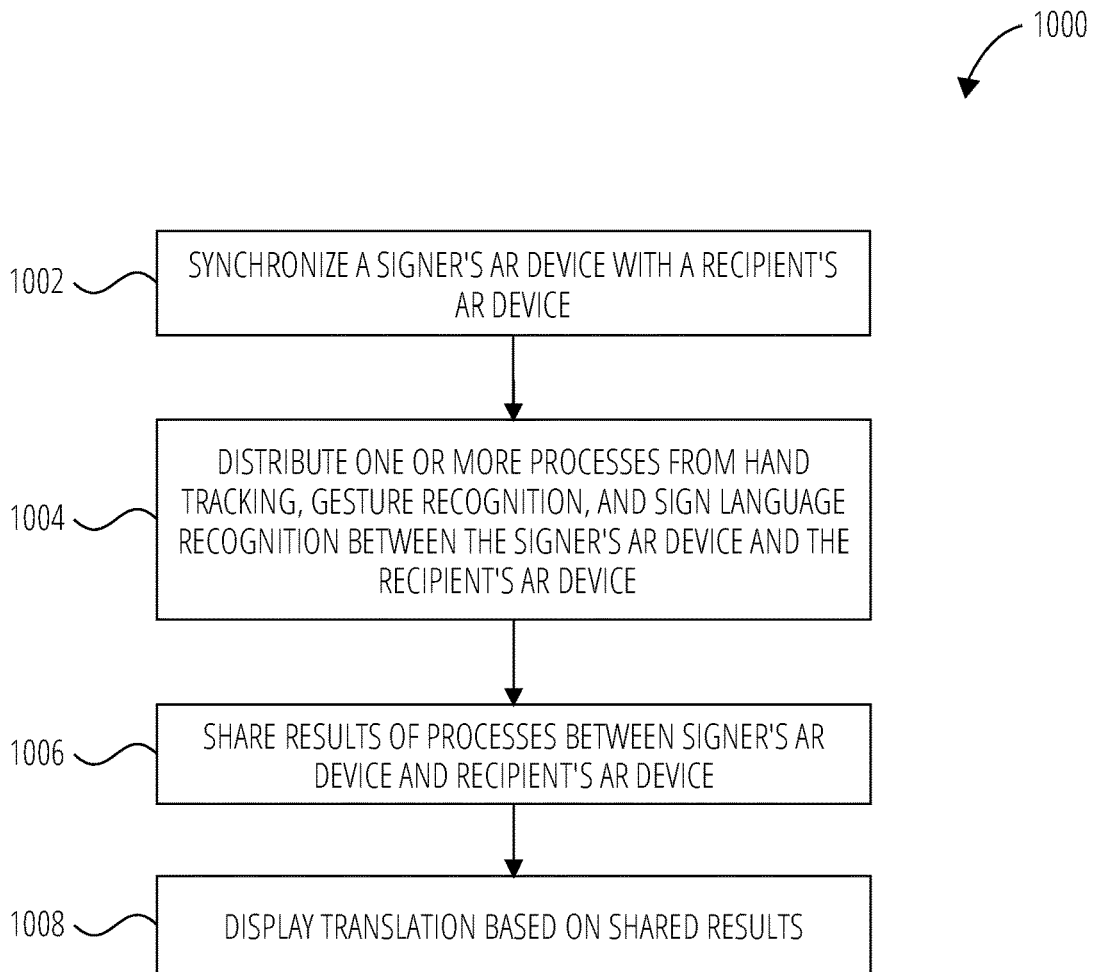 1000
1002
SYNCHRONIZE A SIGNER'S AR DEVICE WITH A RECIPIENT'S
AR DEVICE
1004
DISTRIBUTE ONE OR MORE PROCESSES FROM HAND
TRACKING, GESTURE RECOGNITION, AND SIGN LANGUAGE
RECOGNITION BETWEEN THE SIGNER'S AR DEVICE AND THE
RECIPIENT'S AR DEVICE
1006
SHARE RESULTS OF PROCESSES BETWEEN SIGNER'S AR
DEVICE AND RECIPIENT'S AR DEVICE
1008
DISPLAY TRANSLATION BASED ON SHARED RESULTS